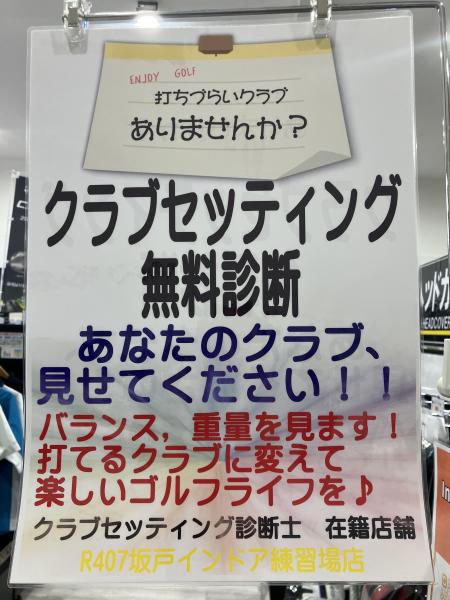 ENJOY GOLF
打ちづらいクラブ
ありませんか?
クラブセッティング
無料診断
あなたのクラブ、
見せてください!!
バランス,重量を見ます!
打てるクラブに変えて
楽しいゴルフライフを♪
クラブセッティング診断士 在籍店舗
R407坂戸インドア練習場店
ッドカ
HEADCOVER
In